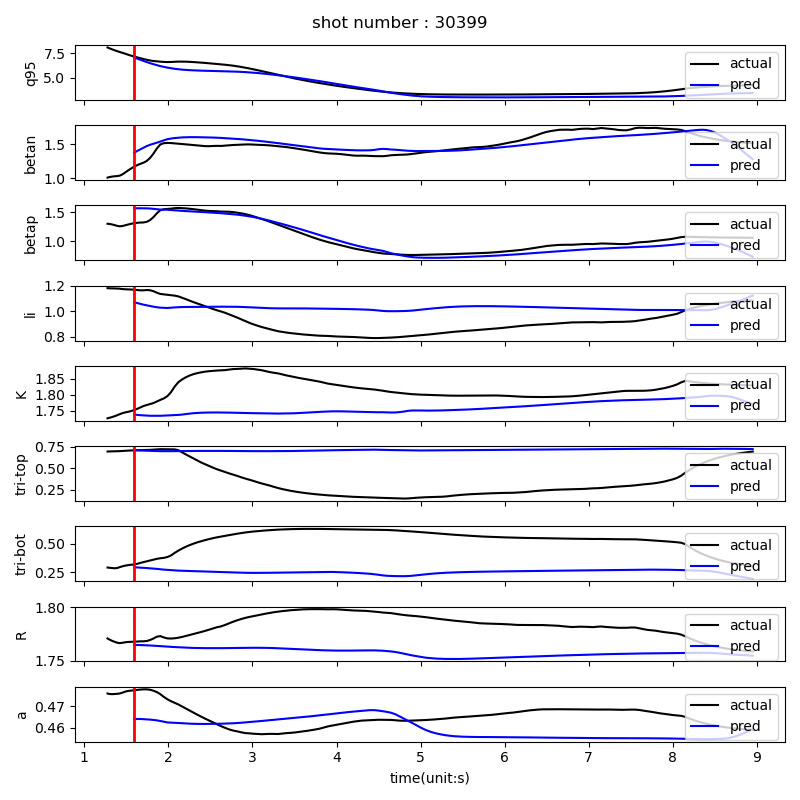 shot number : 30399
7.5
5.0
q95
actual
pred
1.5
1.0
betan
actual
pred
1.5
1.0
betap
actual
pred
1.2
1.0
0.8
li
actual
pred
1.85
1.80
1.75
K
actual
pred
0.75
0.50
0.25
tri-top
actual
pred
0.50
0.25
tri-bot
actual
pred
1.80
1.75
R
actual
pred
0.47
0.46
a
actual
pred
1 2 3 4 5 6 7 8 9
time(unit:s)